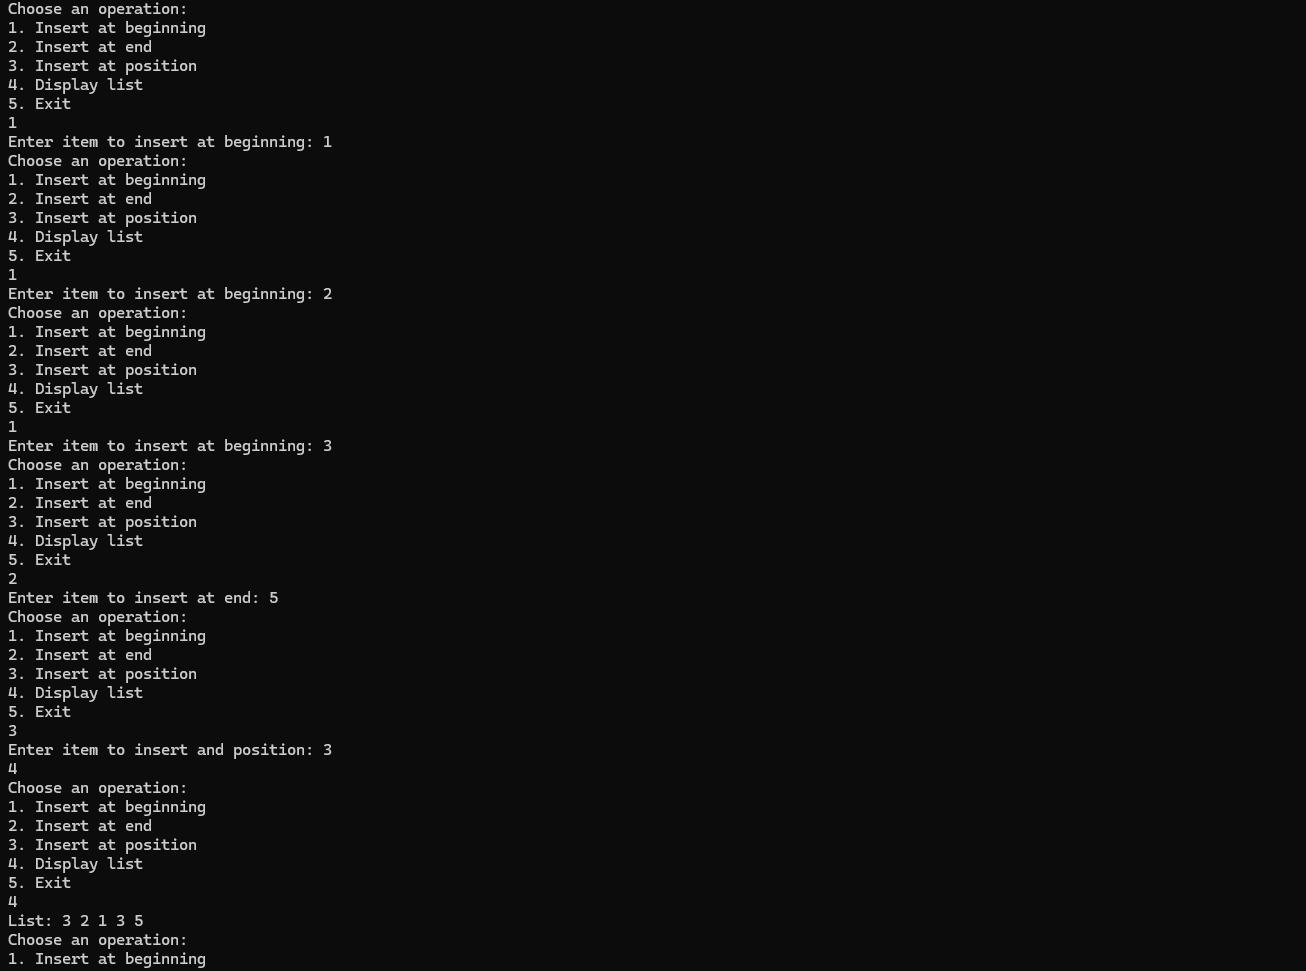 Choose an operation:
1. Insert at beginning
2. Insert at end
3. Insert at position
4. Display list
5. Exit
1
Enter item to insert at beginning: 1
Choose an operation:
1. Insert at beginning
2. Insert at end
3. Insert at position
4. Display list
5. Exit
1
Enter item to insert at beginning: 2
Choose an operation:
1. Insert at beginning
2. Insert at end
3. Insert at position
4. Display list
5. Exit
1
Enter item to insert at beginning: 3
Choose an operation:
1. Insert at beginning
2. Insert at end
3. Insert at position
4. Display list
5. Exit
2
Enter item to insert at end: 5
Choose an operation:
1. Insert at beginning
2. Insert at end
3. Insert at position
4. Display list
5. Exit
3
Enter item to insert and position: 3
4
Choose an operation:
1. Insert at beginning
2. Insert at end
3. Insert at position
4. Display list
5. Exit
4
List: 3 2 1 3 5
Choose an operation:
1. Insert at beginning